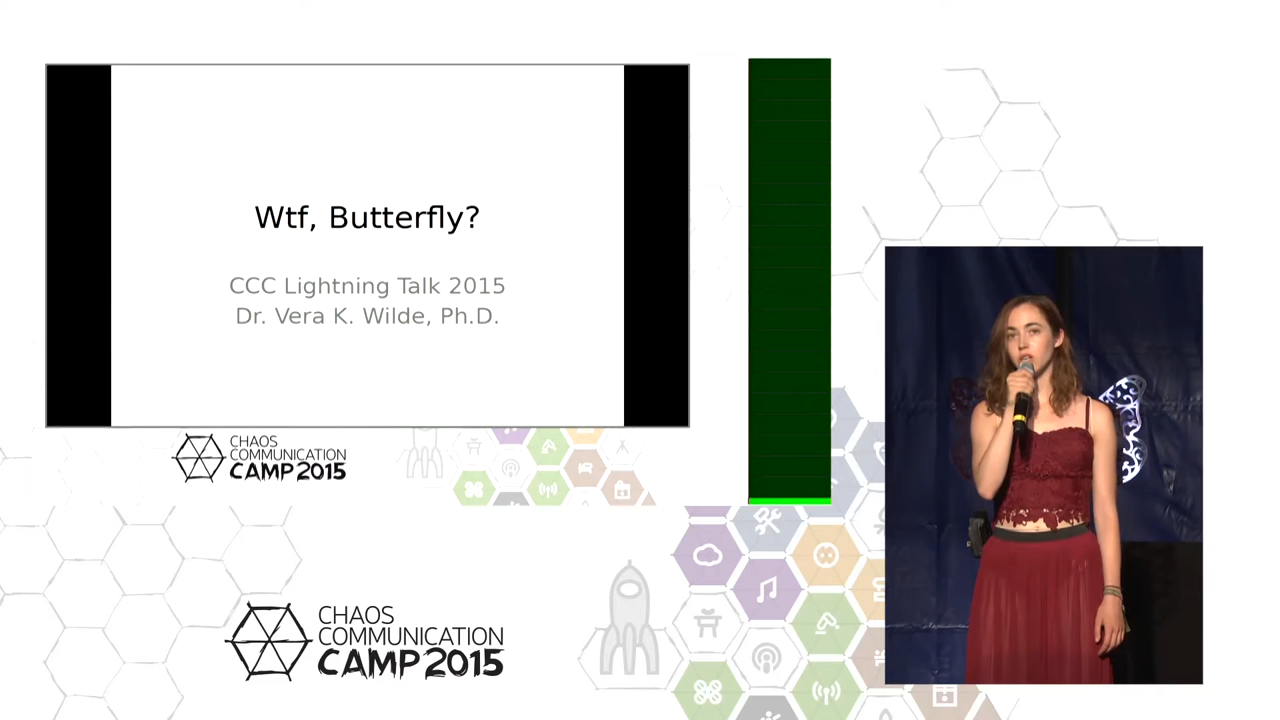 Wtf, Butterfly?
CCC Lightning Talk 2015
Dr. Vera K. Wilde, Ph.D.
CHAOS
COMMUNICATION
CAMP 2015
CHAOS
COMMUNICATION
CAMP 2015